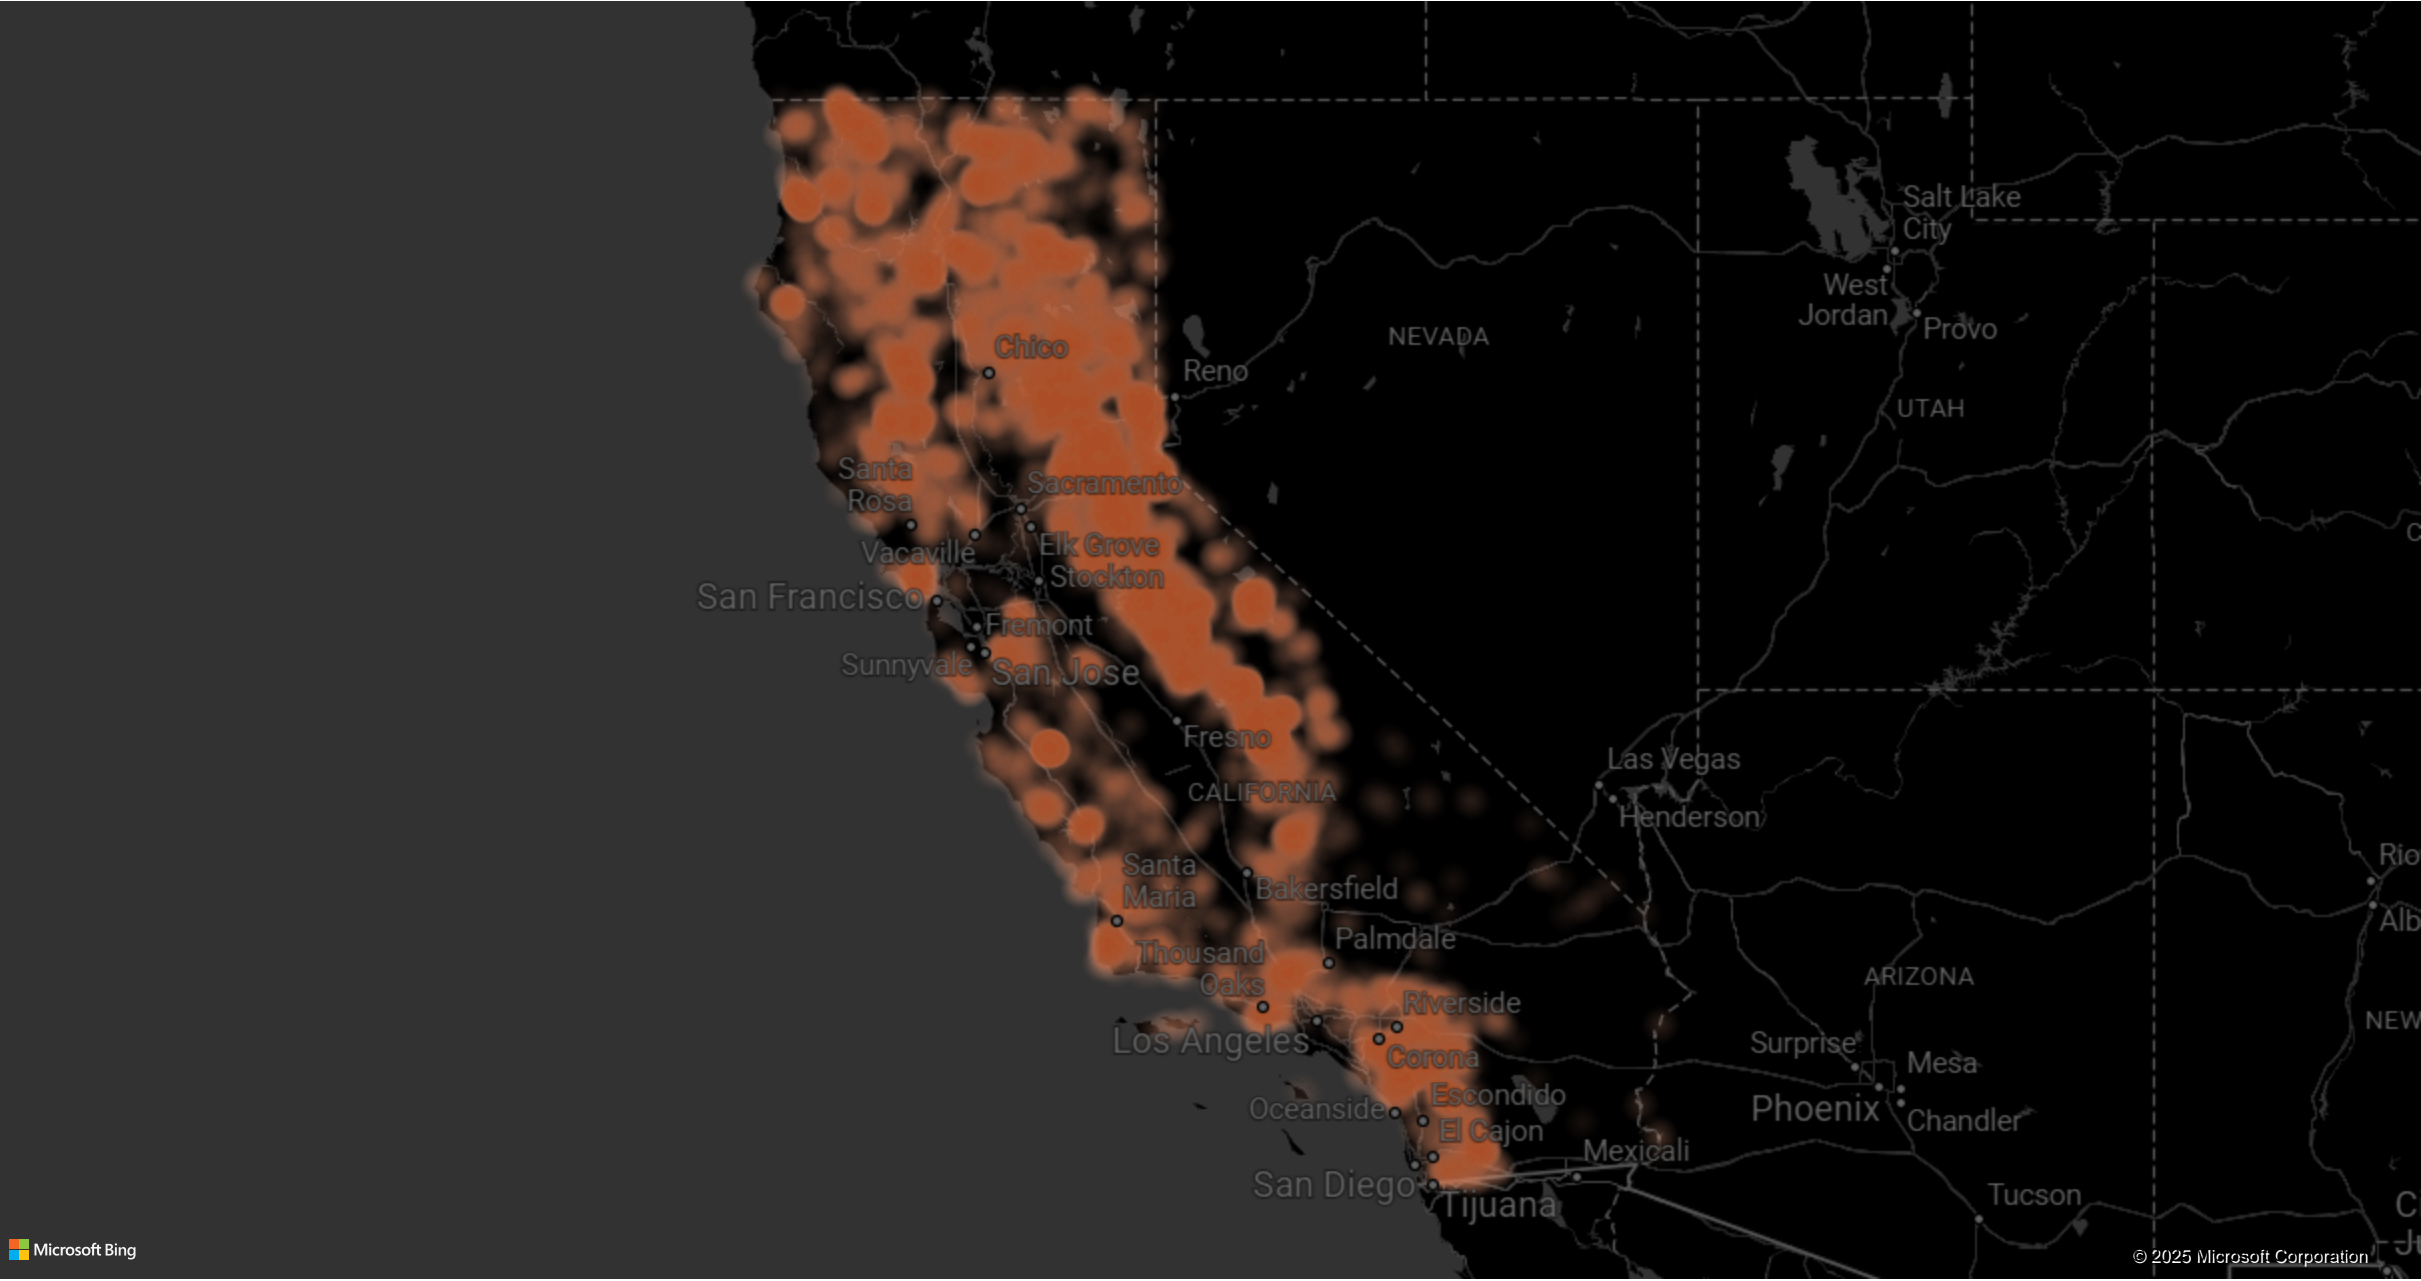 Salt Lake
City
West
Jordan
Provo
NEVADA
Chico
Reno
UTAH
Santa
Rosa
Sacramento
Vacaville
Elk Grove
Stockton
San Francisco
Fremont
Sunnyvale
San Jose
Fresno
Las Vegas
CALIFORNIA
Henderson
Santa
Maria
Bakersfield
Rio
Alb
Palmdale
Thousand
Oaks
ARIZONA
Riverside
NEW
Los Angeles
Corona
Surprise
Mesa
Escondido
Oceanside
Phoenix
Chandler
El Cajon
Mexicali
San Diego
Tijuana
Tucson
C
C
Ju
Microsoft Bing
© 2025 Microsoft Corporation